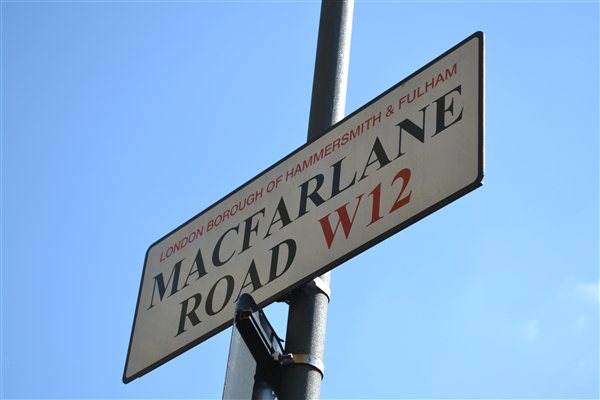 LONDON BOROUGH OF HAMMERSMITH & FULHAM
MACFARLANE
ROAD W12